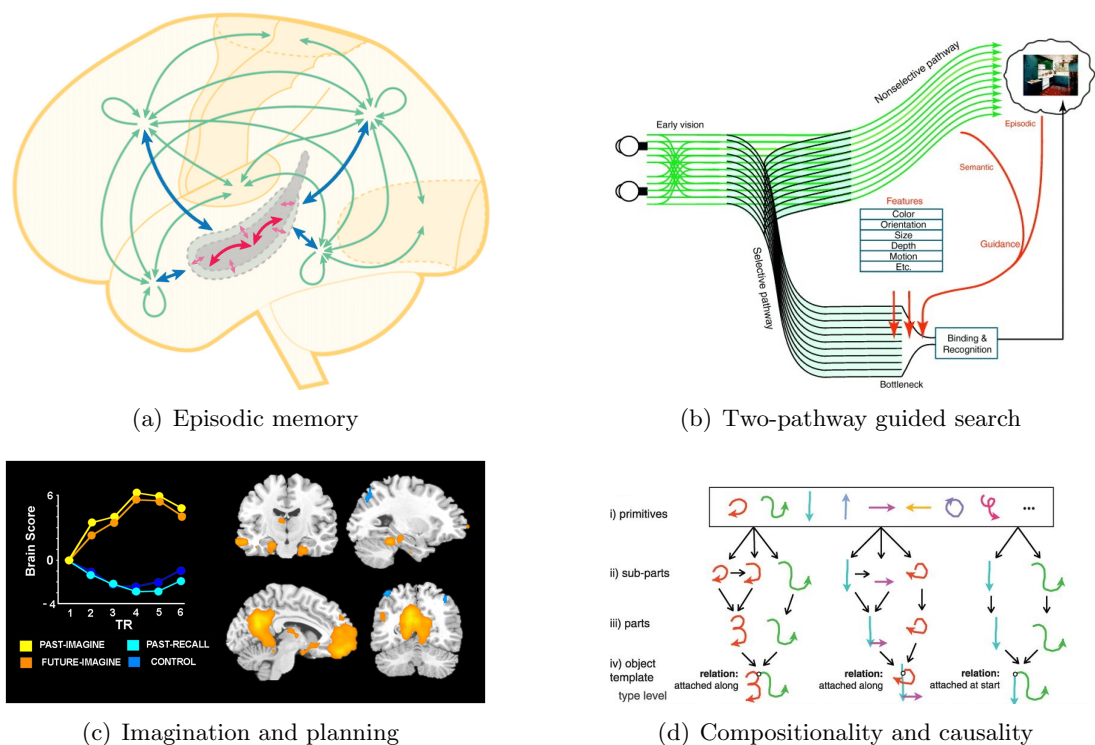 (a) Episodic memory
Early vision
Nonselective pathway
Episodic
Semantic
Features
Color
Orientation
Size
Depth
Motion
Etc.
Guidance
Selective pathway
Binding &
Recognition
Bottleneck
(b) Two-pathway guided search
Brain Score
6
0
-4
1 2 3 4 5 6
TR
PAST-IMAGINE
PAST-RECALL
FUTURE-IMAGINE
CONTROL
(c) Imagination and planning
i) primitives
...
ii) sub-parts
iii) parts
iv) object
template
type level
relation:
attached along
relation:
attached along
relation:
attached at start
(d) Compositionality and causality